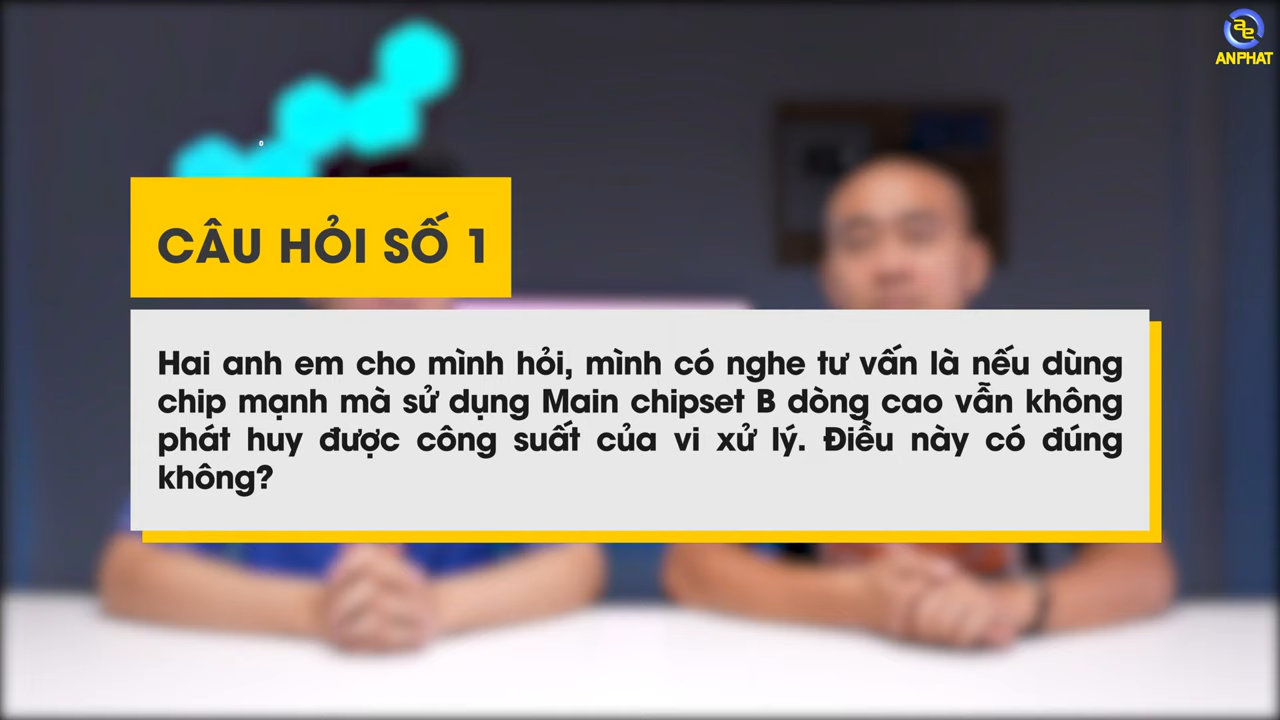 ANPHAT
0
CÂU HỎI SỐ 1
Hai anh em cho mình hỏi, mình có nghe tư vấn là nếu dùng
chip mạnh mà sử dụng Main chipset B dòng cao vẫn không
phát huy được công suất của vi xử lý. Điều này có đúng
không?